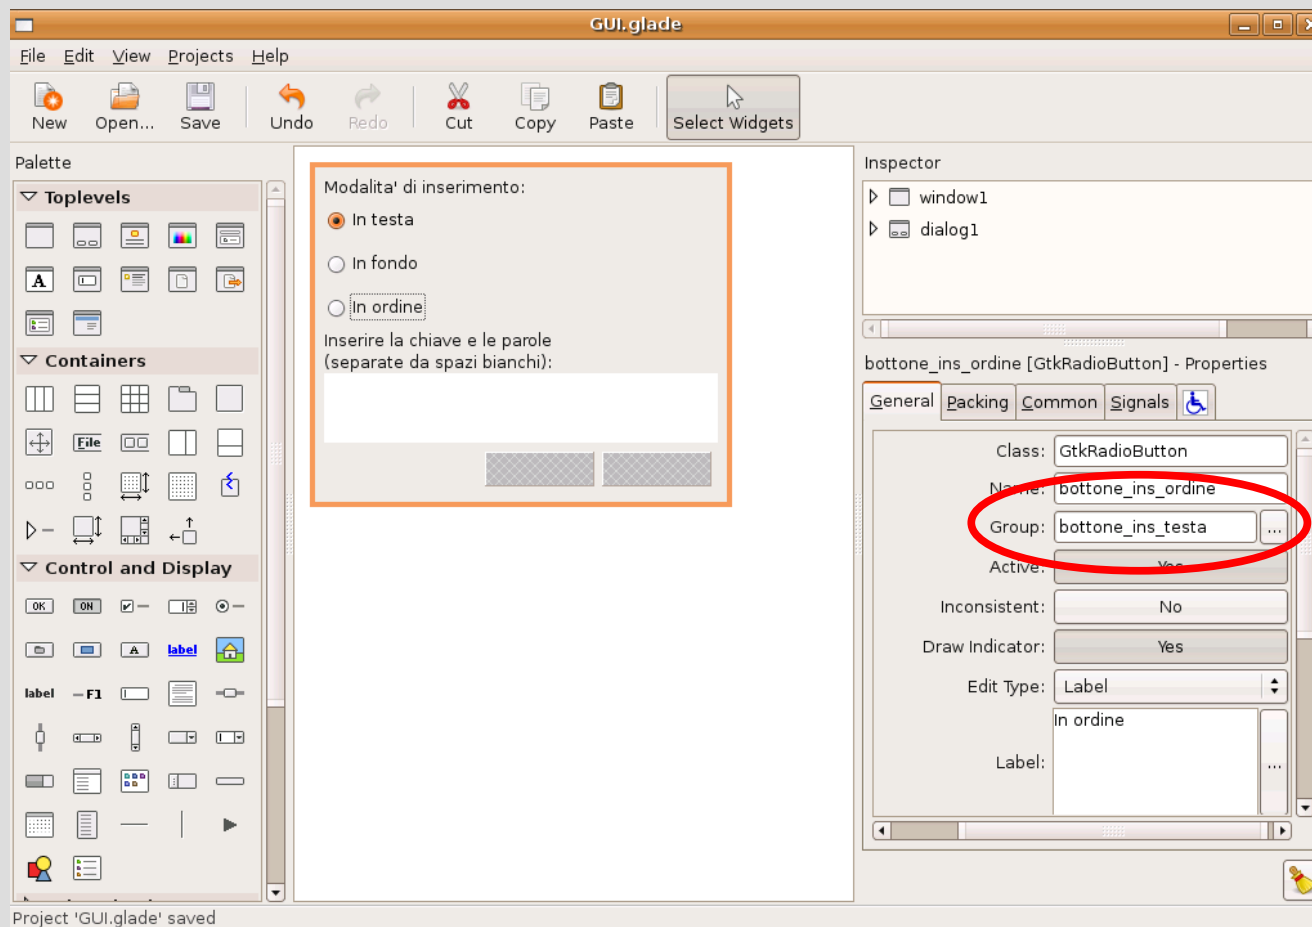 GUI.glade
File Edit View Projects Help
New Open... Save Undo Redo Cut Copy Paste Select Widgets
Palette
Toplevels
A
Containers
File
Control and Display
OK ON
A label
label F1
Modalita' di inserimento:
In testa
In fondo
In ordine
Inserire la chiave e le parole
(separate da spazi bianchi):
Inspector
window1
dialog1
bottone_ins_ordine [GtkRadioButton] - Properties
General Packing Common Signals
Class: GtkRadioButton
Name: bottone_ins_ordine
Group: bottone_ins_testa ...
Active: Yes
Inconsistent: No
Draw Indicator: Yes
Edit Type: Label
In ordine
Label: ...
Project 'GUI.glade' saved